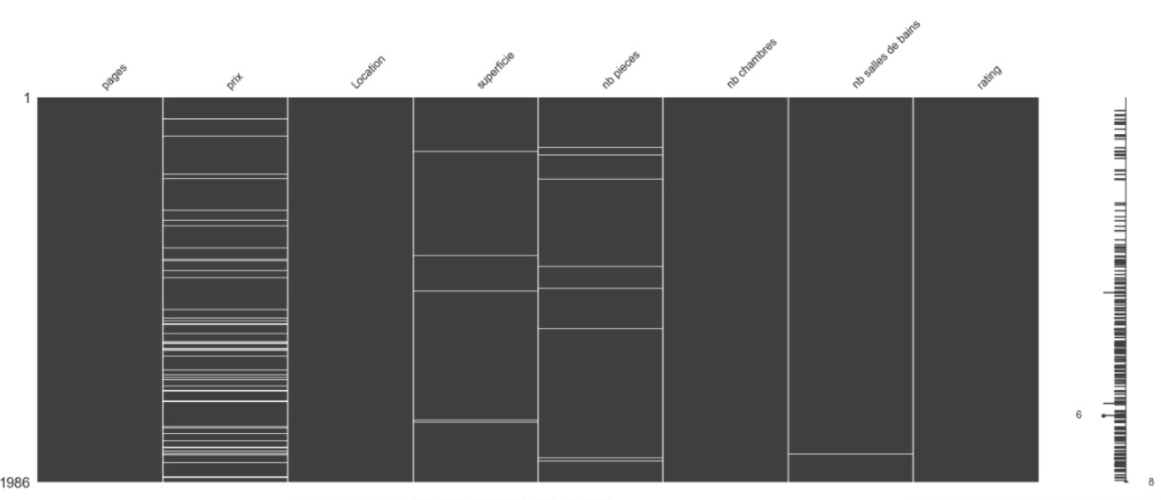 pages prix Location superficie nb pieces nb chambres nb salles de bains rating
1
6
1986 8